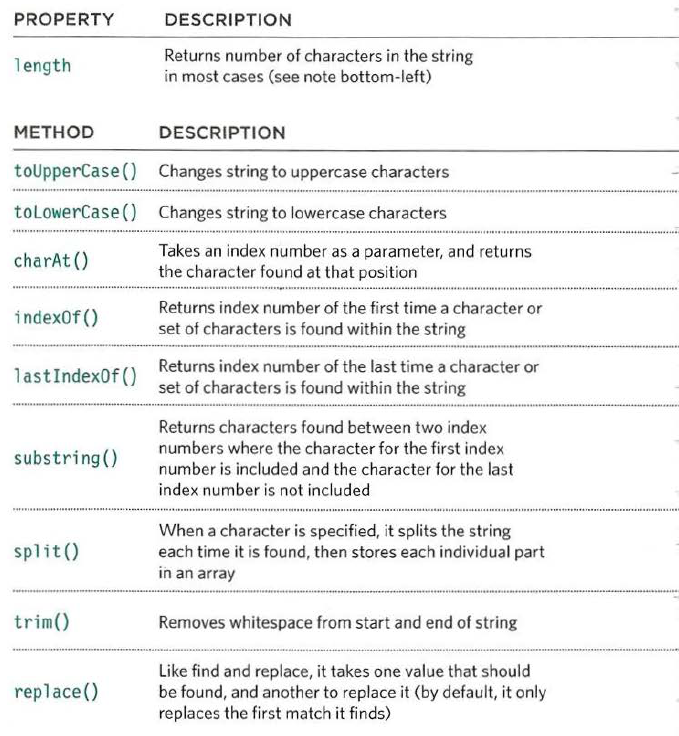 PROPERTY DESCRIPTION
length Returns number of characters in the string
in most cases (see note bottom-left)
METHOD DESCRIPTION
toUpperCase() Changes string to uppercase characters
toLowerCase() Changes string to lowercase characters
charAt() Takes an index number as a parameter, and returns
the character found at that position
indexOf() Returns index number of the first time a character or
set of characters is found within the string
lastIndexOf() Returns index number of the last time a character or
set of characters is found within the string
substring() Returns characters found between two index
numbers where the character for the first index
number is included and the character for the last
index number is not included
split() When a character is specified, it splits the string
each time it is found, then stores each individual part
in an array
trim() Removes whitespace from start and end of string
replace() Like find and replace, it takes one value that should
be found, and another to replace it (by default, it only
replaces the first match it finds)